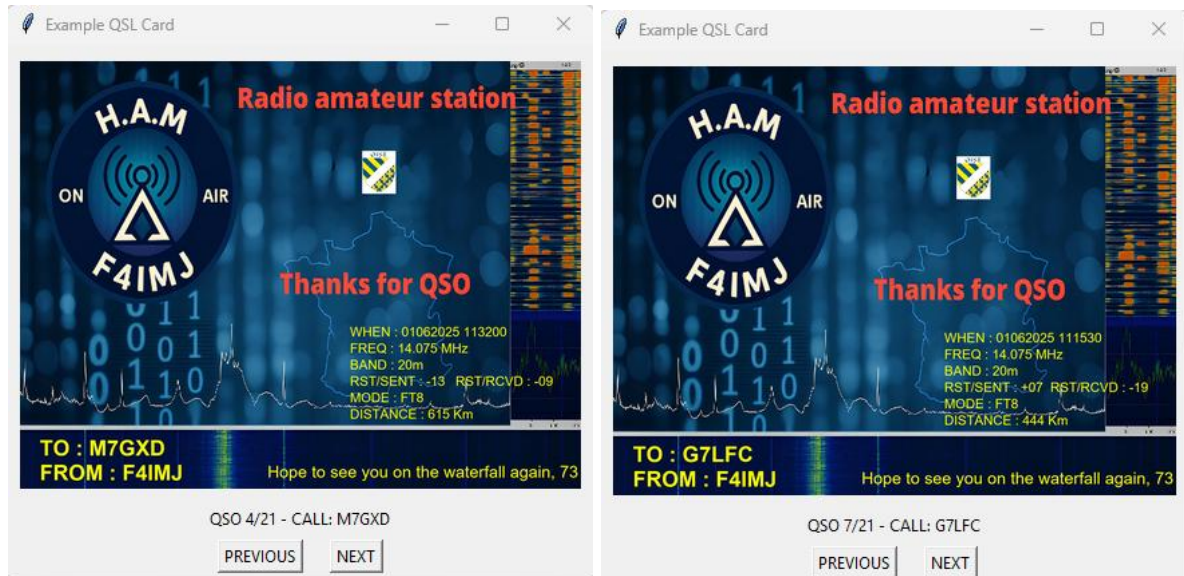 Example QSL Card
Radio amateur station
H.A.M
ON AIR
F4IMJ
Thanks for QSO
WHEN : 01062025 113200
FREQ : 14.075 MHz
BAND : 20m
RST/SENT : -13 RST/RCVD : -09
MODE : FT8
DISTANCE : 615 Km
TO : M7GXD
FROM : F4IMJ
Hope to see you on the waterfall again, 73
QSO 4/21 - CALL: M7GXD
PREVIOUS NEXT
Example QSL Card
Radio amateur station
H.A.M
ON AIR
F4IMJ
Thanks for QSO
WHEN : 01062025 111530
FREQ : 14.075 MHz
BAND : 20m
RST/SENT : +07 RST/RCVD : -19
MODE : FT8
DISTANCE : 444 Km
TO : G7LFC
FROM : F4IMJ
Hope to see you on the waterfall again, 73
QSO 7/21 - CALL: G7LFC
PREVIOUS NEXT